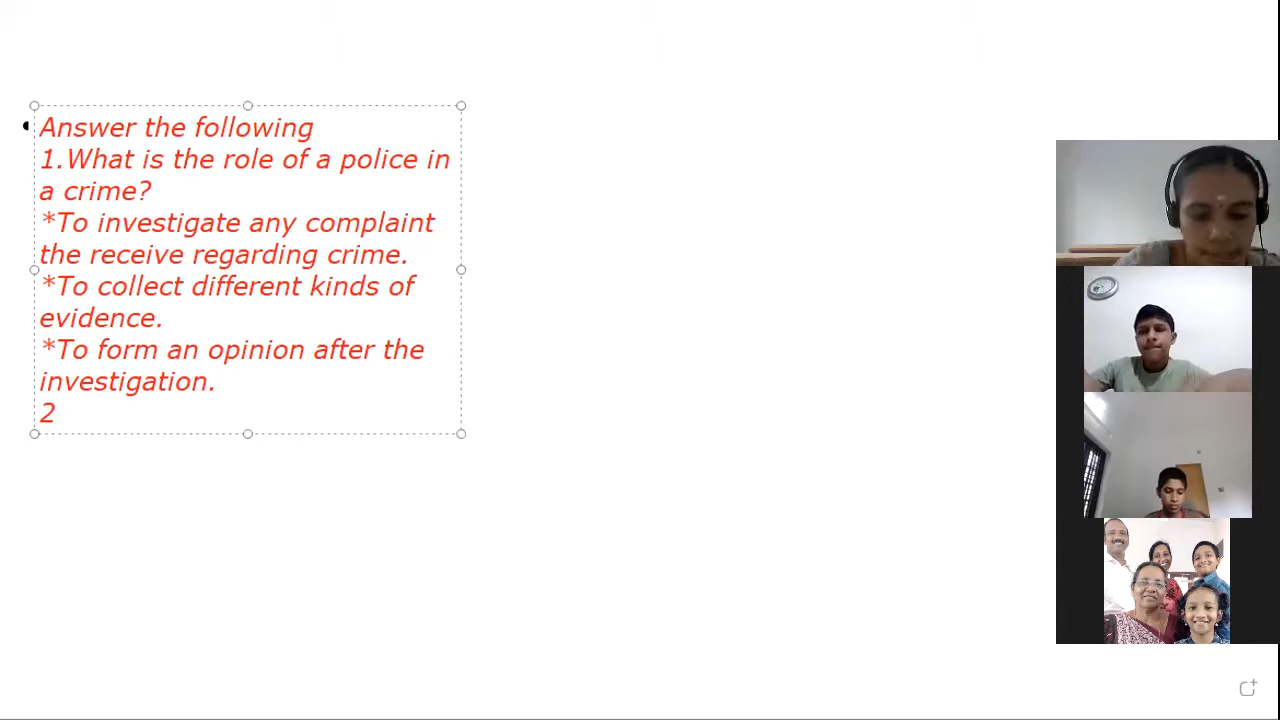 Answer the following
1.What is the role of a police in
a crime?
*To investigate any complaint
the receive regarding crime.
*To collect different kinds of
evidence.
*To form an opinion after the
investigation.
2